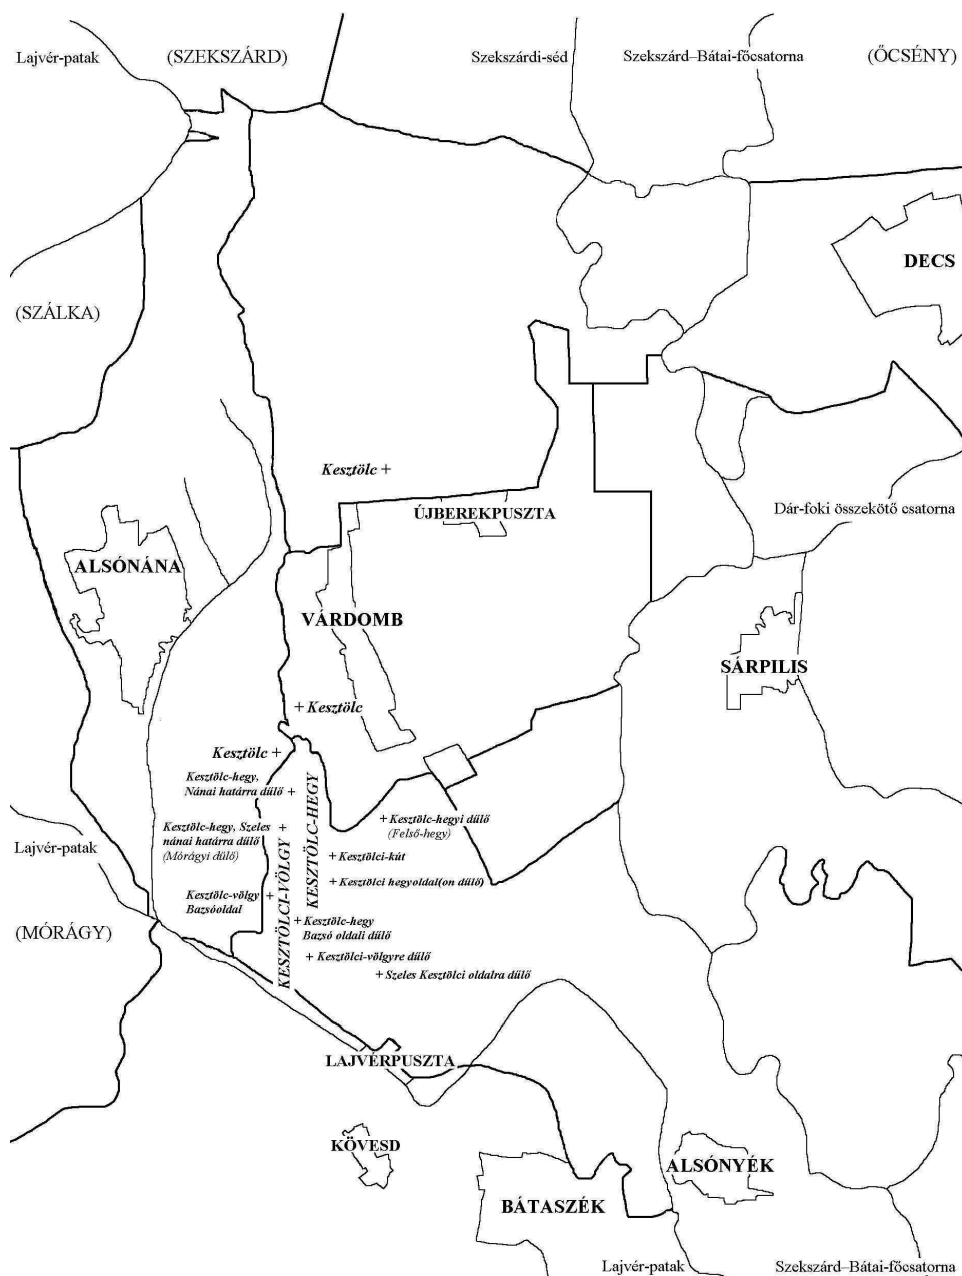 Lajvér-patak
(SZEKSZÁRD)
Szekszárdi-séd
Szekszárd–Bátai-főcsatorna
(ŐCSÉNY)
DECS
(SZÁLKA)
Kesztölc +
ÚJBEREKPUSZTA
Dár-foki összekötő csatorna
ALSÓNÁNA
VÁRDOMB
SÁRPILIS
+ Kesztölc
Kesztölc +
Kesztölc-hegy,
Nánai határra dűlő +
KESZTÖLC-HEGY
+ Kesztölc-hegyi dűlő
(Felső-hegy)
Kesztölc-hegy, Szeles +
nánai határra dűlő
(Mórágyi dűlő)
Lajvér-patak
+ Kesztölci-kút
+ Kesztölci hegyoldal(on dűlő)
Kesztölc-völgy +
Bazsóoldal
KESZTÖLCI-VÖLGY
(MÓRÁGY)
+ Kesztölc-hegy
Bazsó oldali dűlő
+ Kesztölci-völgyre dűlő
+ Szeles Kesztölci oldalra dűlő
LAJVÉRPUSZTA
KÖVESD
ALSÓNYÉK
BÁTASZÉK
Lajvér-patak
Szekszárd–Bátai-főcsatorna